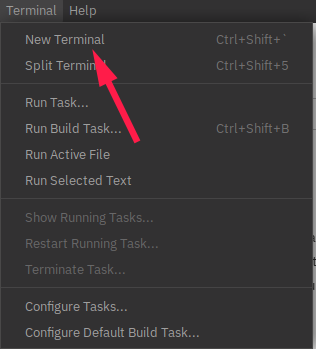 Terminal Help
New Terminal Ctrl+Shift+`
Split Terminal Ctrl+Shift+5
Run Task...
Run Build Task... Ctrl+Shift+B
Run Active File
Run Selected Text
Show Running Tasks...
Restart Running Task...
Terminate Task...
Configure Tasks...
Configure Default Build Task...